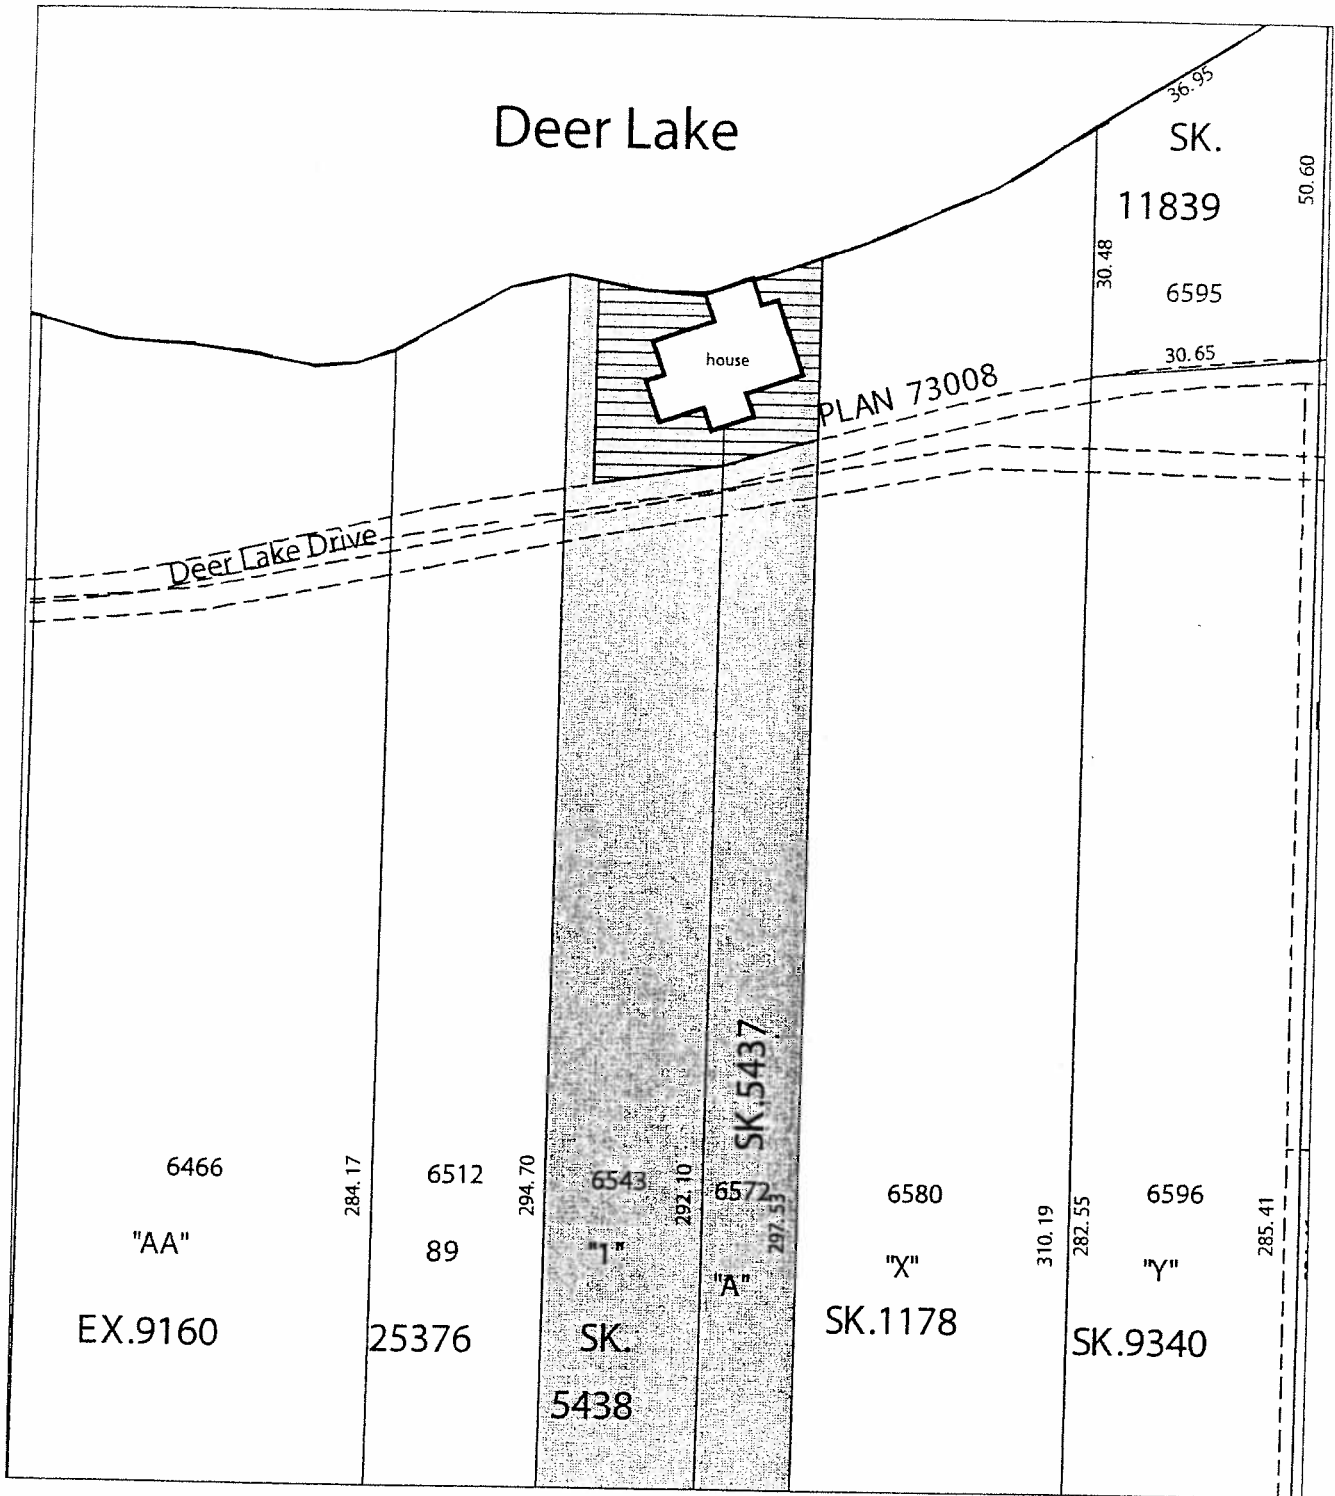 Deer Lake
36.95
SK.
11839
50.60
30.48
6595
30.65
house
PLAN 73008
Deer Lake Drive
SK.5437
6466
284.17
6512
294.70
6543
292.10
6572
297.53
6580
310.19
282.55
6596
285.41
"AA"
89
"1"
"A"
"X"
"Y"
EX.9160
25376
SK.
5438
SK.1178
SK.9340